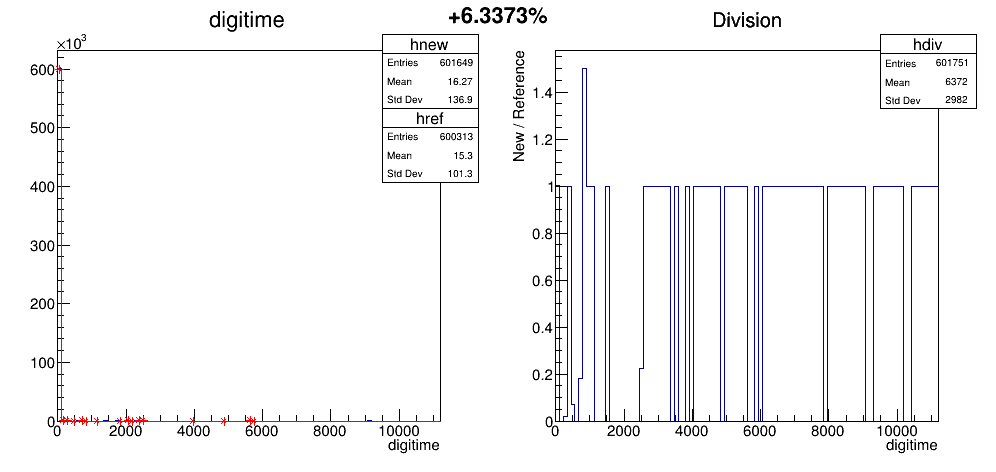 +6.3373%
digitime
×10³
600
500
400
300
200
100
0
0 2000 4000 6000 8000 10000
digitime
hnew
Entries 601649
Mean 16.27
Std Dev 136.9
href
Entries 600313
Mean 15.3
Std Dev 101.3
Division
New / Reference
1.4
1.2
1
0.8
0.6
0.4
0.2
0
0 2000 4000 6000 8000 10000
digitime
hdiv
Entries 601751
Mean 6372
Std Dev 2982